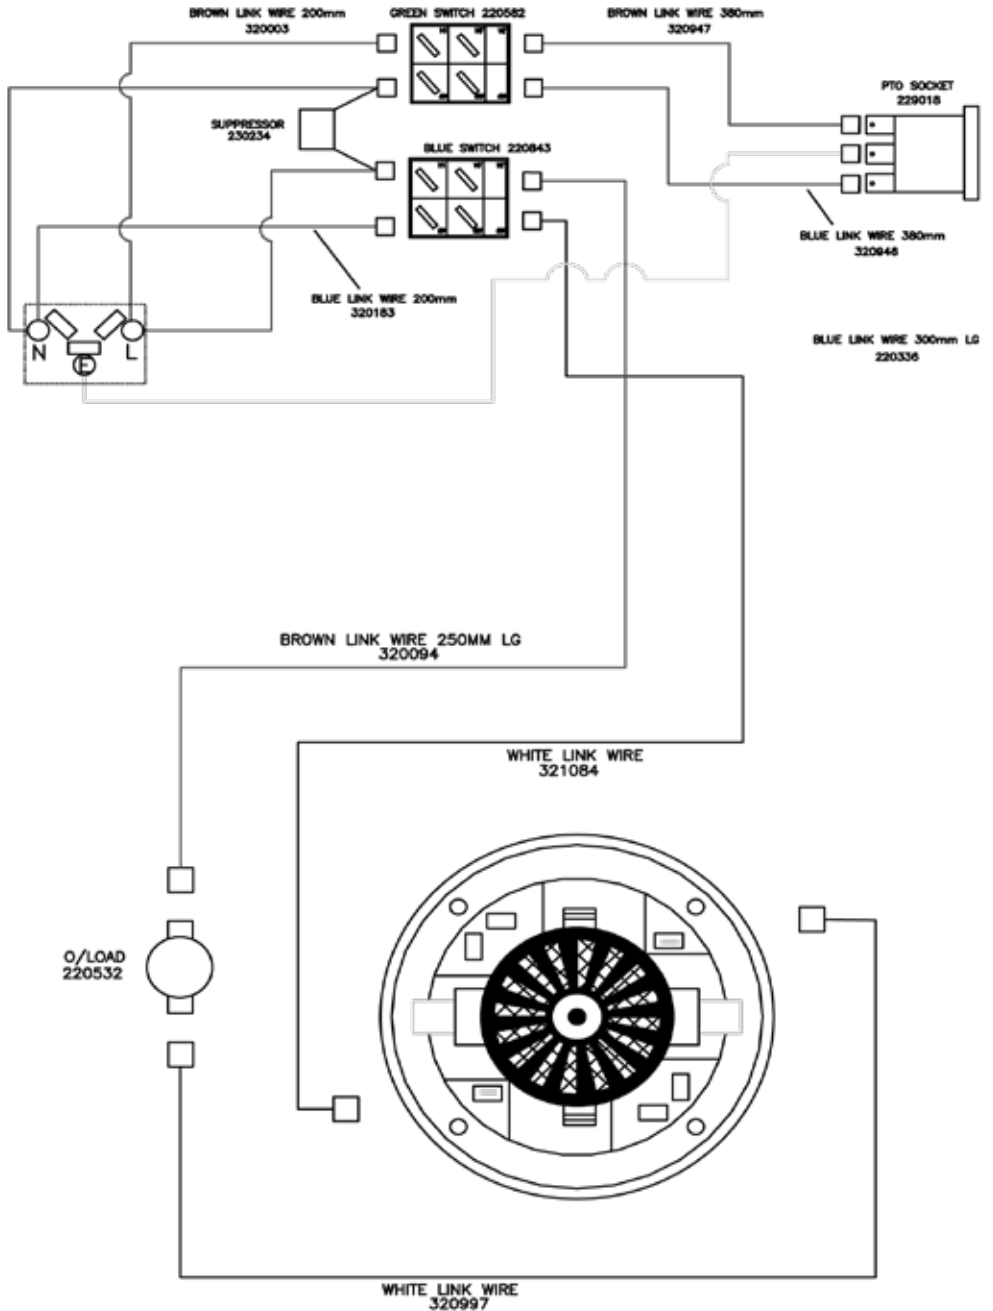 BROWN LINK WIRE 200mm
320003
GREEN SWITCH 220582
BROWN LINK WIRE 380mm
320947
PTO SOCKET
229018
SUPPRESSOR
230234
BLUE SWITCH 220843
BLUE LINK WIRE 380mm
320946
BLUE LINK WIRE 200mm
320183
BLUE LINK WIRE 300mm LG
220336
N
L
E
BROWN LINK WIRE 250MM LG
320094
WHITE LINK WIRE
321084
O/LOAD
220532
WHITE LINK WIRE
320997